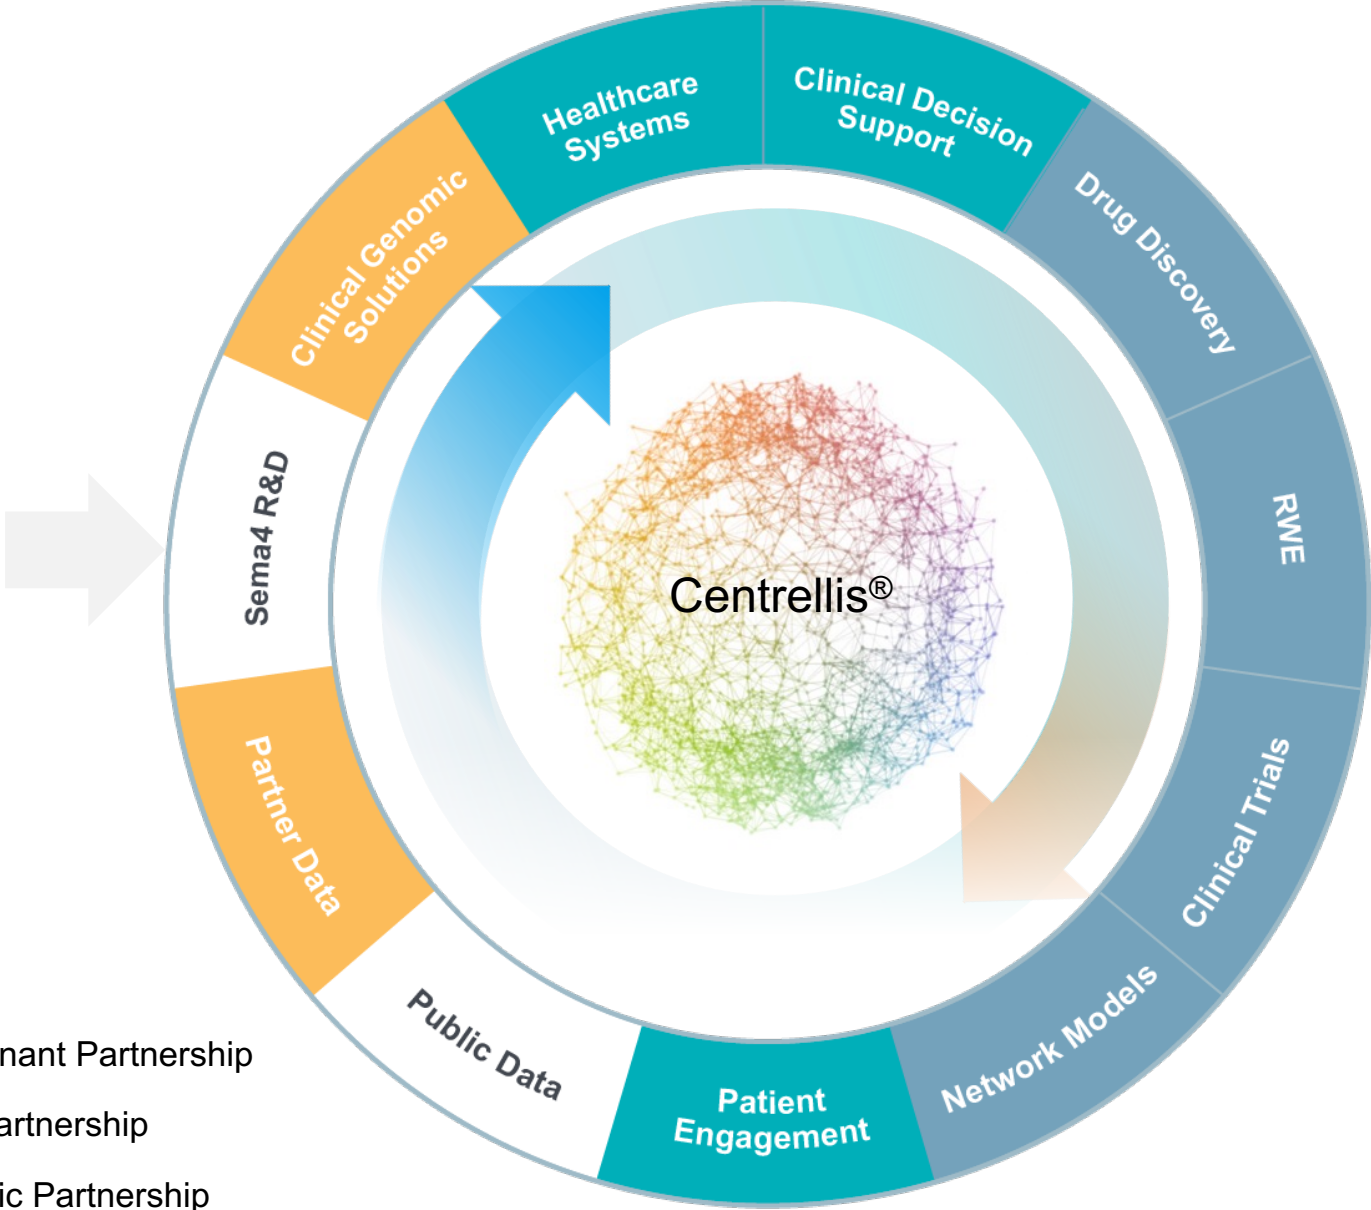 Healthcare
Systems
Clinical Decision
Support
Drug Discovery
RWE
Clinical Trials
Network Models
Patient
Engagement
Public Data
Partner Data
Sema4 R&D
Clinical Genomic
Solutions
Centrellis®
nant Partnership
artnership
ic Partnership